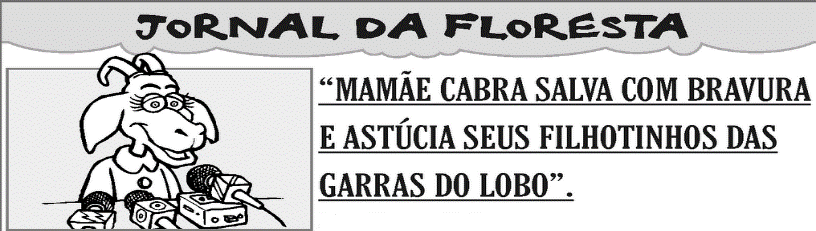 JORNAL DA FLORESTA
“MAMÃE CABRA SALVA COM BRAVURA
E ASTÚCIA SEUS FILHOTINHOS DAS
GARRAS DO LOBO”.